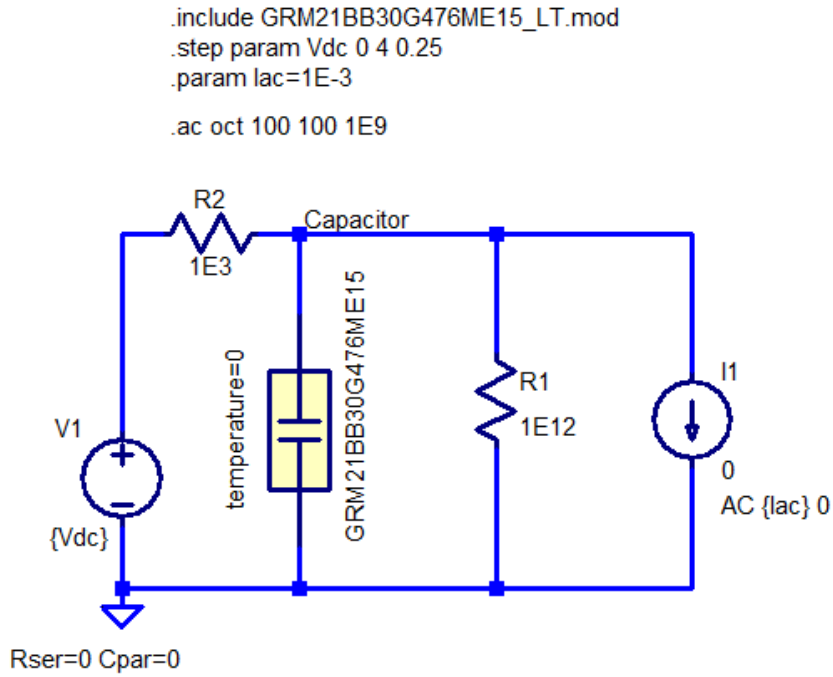 .include GRM21BB30G476ME15_LT.mod
.step param Vdc 0 4 0.25
.param Iac=1E-3
.ac oct 100 100 1E9
R2
1E3
Capacitor
temperature=0
GRM21BB30G476ME15
R1
1E12
I1
0
AC {Iac} 0
V1
{Vdc}
Rser=0 Cpar=0